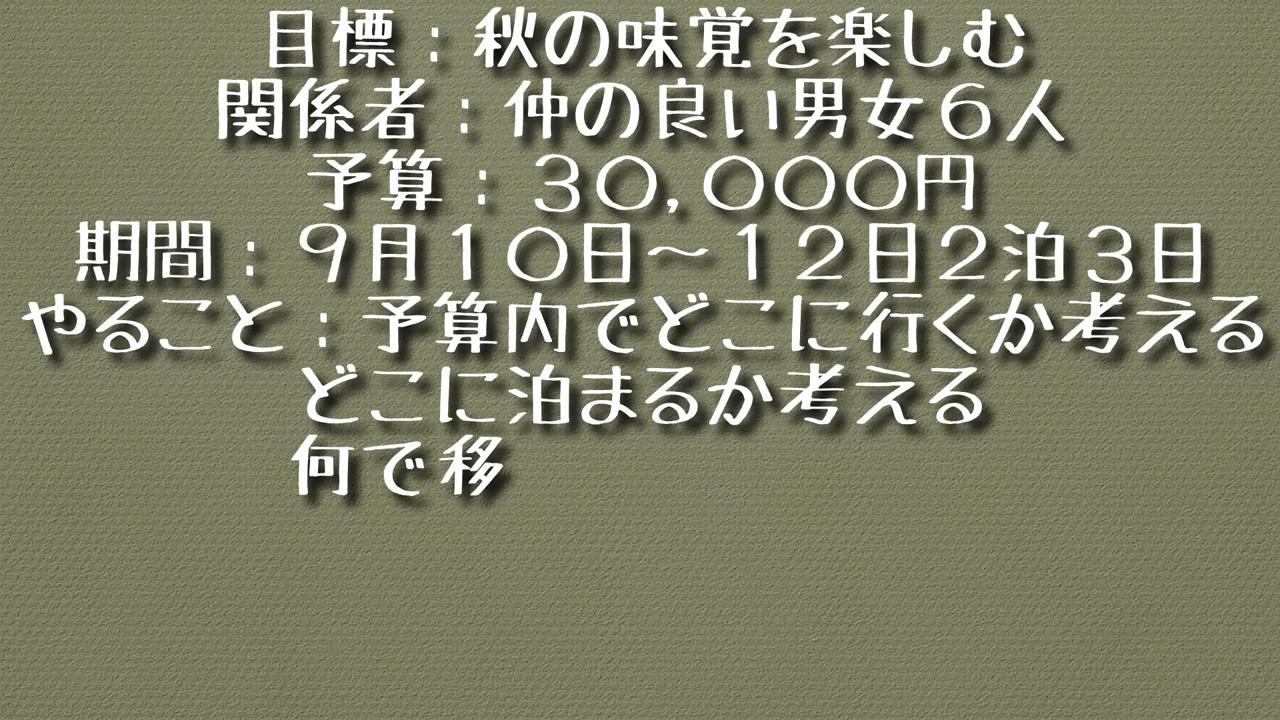 目標：秋の味覚を楽しむ
関係者：仲の良い男女６人
予算：３０,０００円
期間：９月１０日～１２日２泊３日
やること：予算内でどこに行くか考える
どこに泊まるか考える
何で移